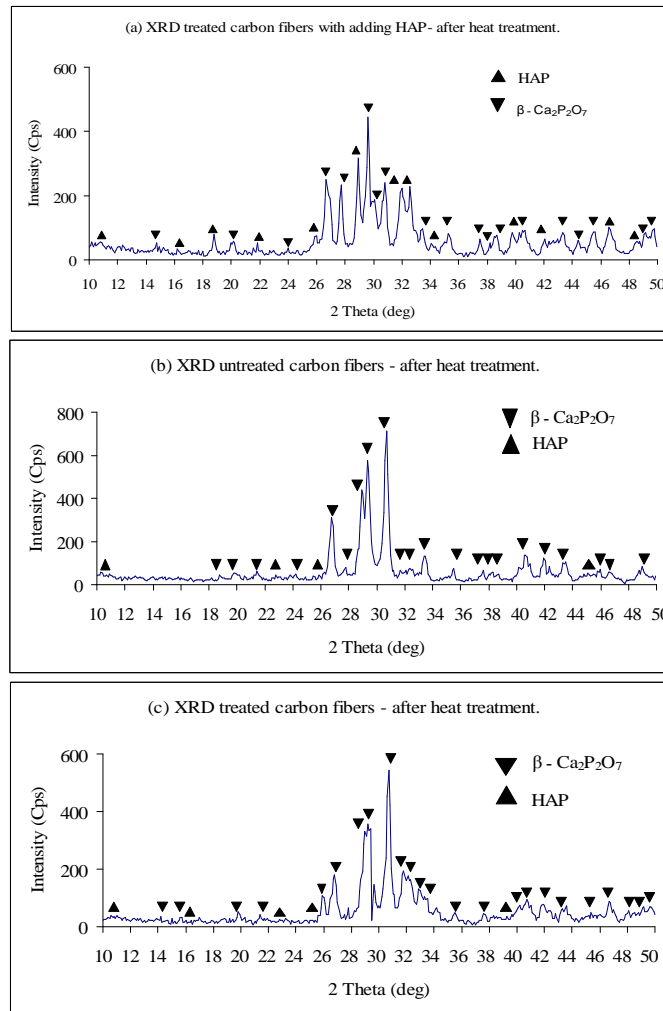 (a) XRD treated carbon fibers with adding HAP- after heat treatment.
600
400
200
0
Intensity (Cps)
HAP
β - Ca₂P₂O₇
10 12 14 16 18 20 22 24 26 28 30 32 34 36 38 40 42 44 46 48 50
2 Theta (deg)
(b) XRD untreated carbon fibers - after heat treatment.
800
600
400
200
0
Intensity (Cps)
β - Ca₂P₂O₇
HAP
10 12 14 16 18 20 22 24 26 28 30 32 34 36 38 40 42 44 46 48 50
2 Theta (deg)
(c) XRD treated carbon fibers - after heat treatment.
600
400
200
0
Intensity (Cps)
β - Ca₂P₂O₇
HAP
10 12 14 16 18 20 22 24 26 28 30 32 34 36 38 40 42 44 46 48 50
2 Theta (deg)